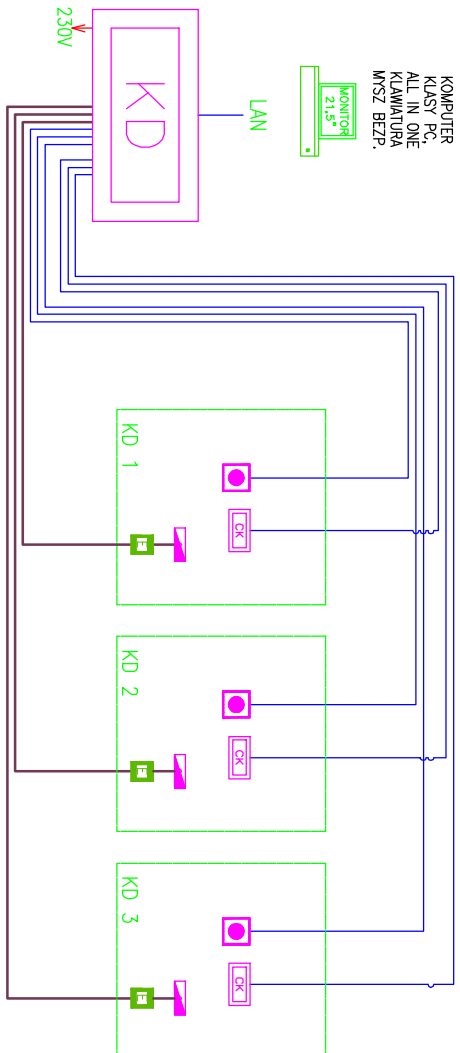 KOMPUTER
KLASY PC,
ALL IN ONE
KLAWIATURA
MYSZ BEZP.
MONITOR
21,5"
LAN
KD
230V
CK
KD 1
CK
KD 2
CK
KD 3